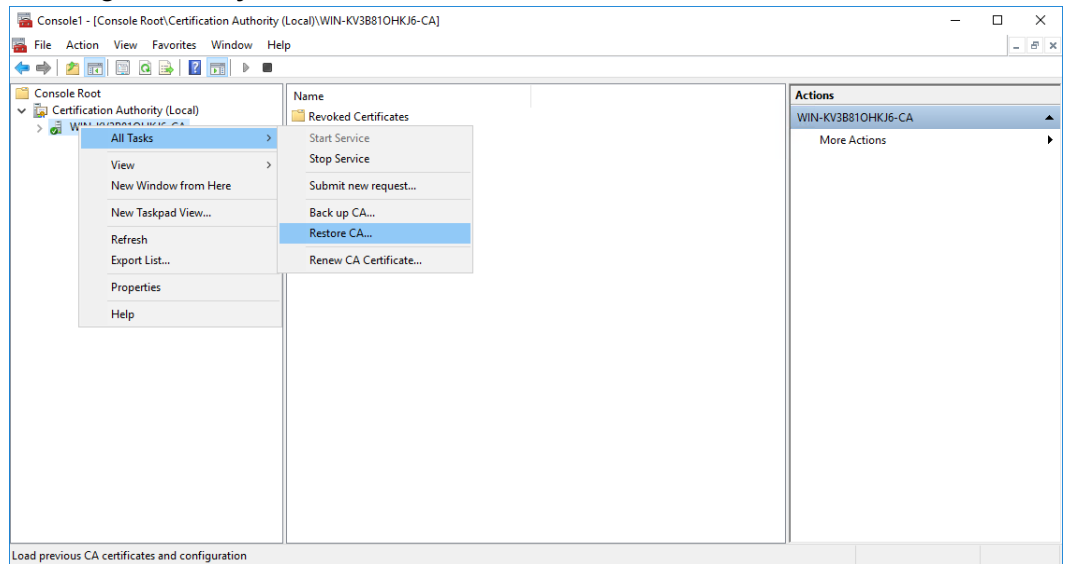 Console1 - [Console Root\Certification Authority (Local)\WIN-KV3B81OHKJ6-CA]
File Action View Favorites Window Help
Console Root
Certification Authority (Local)
Name
Revoked Certificates
All Tasks
View
New Window from Here
New Taskpad View...
Refresh
Export List...
Properties
Help
Start Service
Stop Service
Submit new request...
Back up CA...
Restore CA...
Renew CA Certificate...
Actions
WIN-KV3B81OHKJ6-CA
More Actions
Load previous CA certificates and configuration